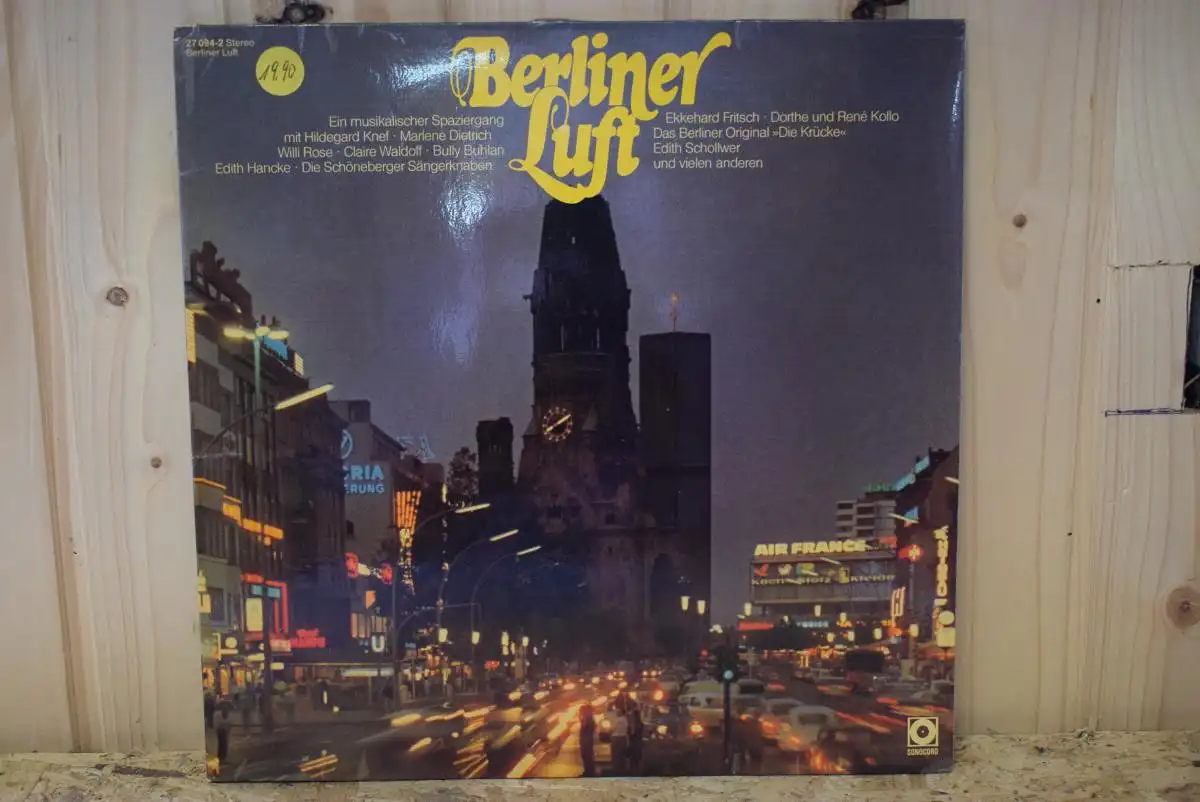 27 094-2 Stereo
Berliner Luft
19.90
Berliner
Luft
Ein musikalischer Spaziergang
mit Hildegard Knef · Marlene Dietrich
Willi Rose · Claire Waldoff · Bully Buhlan
Edith Hancke · Die Schöneberger Sängerknaben
Ekkehard Fritsch · Dorthe und René Kollo
Das Berliner Original »Die Krücke«
Edith Schollwer
und vielen anderen
RIA
ERUNG
AIR FRANCE
U
SONOCORD